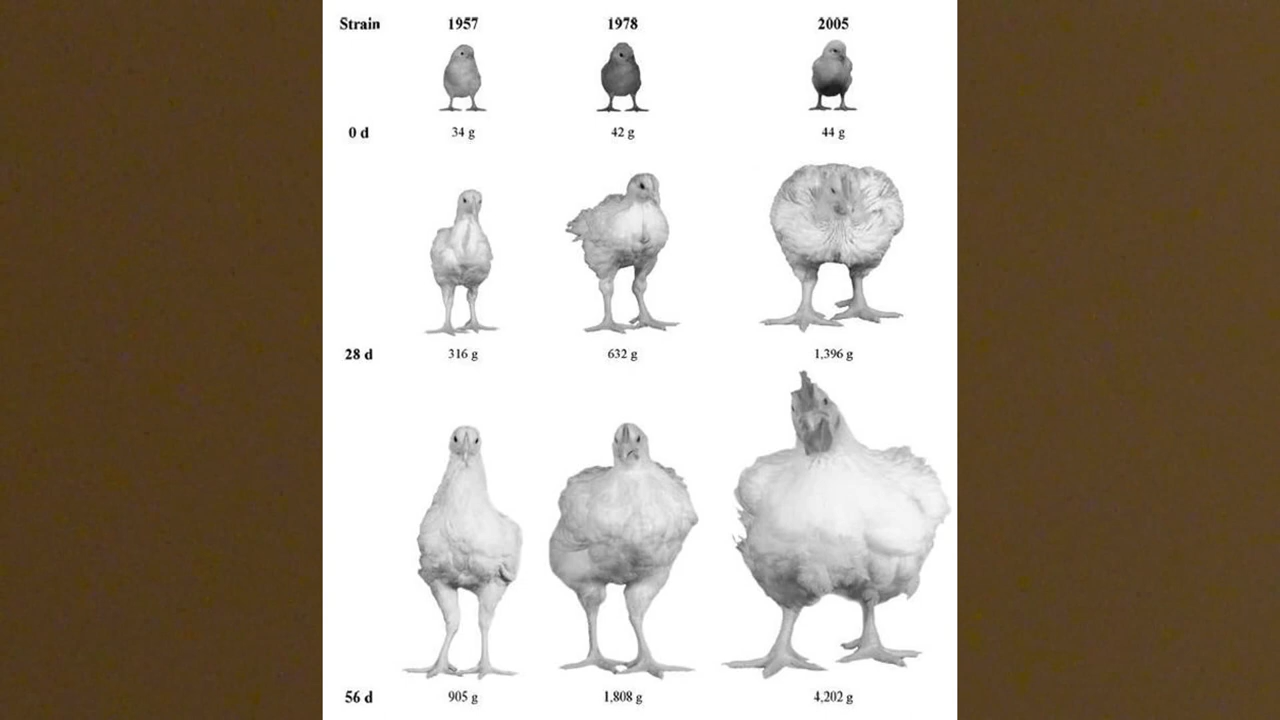 Strain 1957 1978 2005
0 d 34 g 42 g 44 g
28 d 316 g 632 g 1,396 g
56 d 905 g 1,808 g 4,202 g